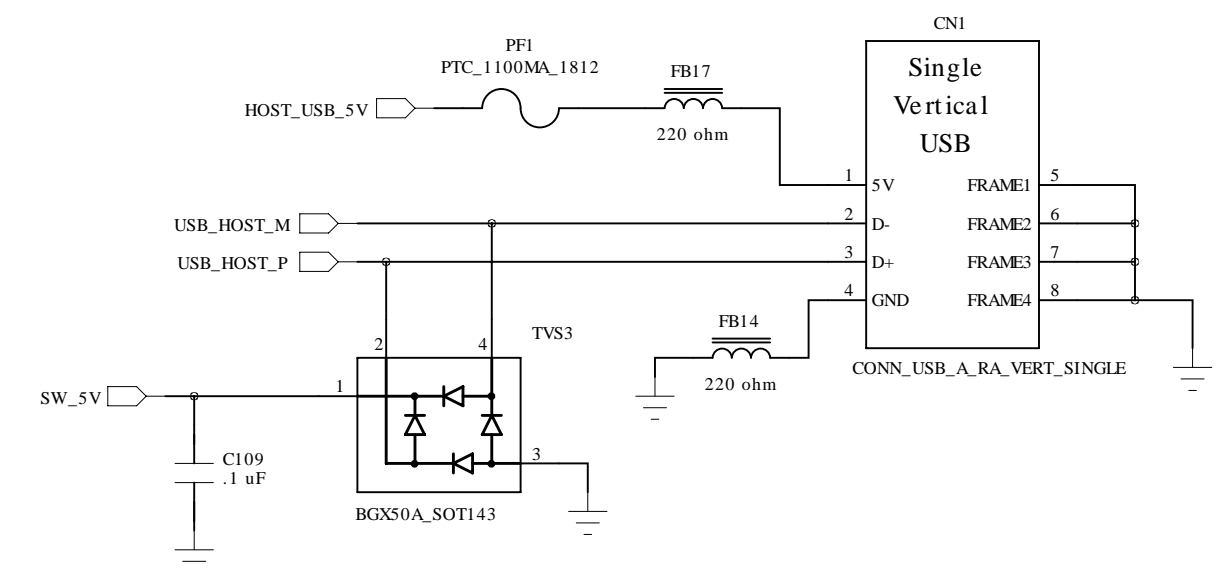 CN1
PF1
PTC_1100MA_1812
FB17
Single
Vertical
USB
HOST_USB_5V
220 ohm
1
5V
FRAME1
5
USB_HOST_M
2
D-
FRAME2
6
USB_HOST_P
3
D+
FRAME3
7
4
GND
FRAME4
8
FB14
220 ohm
CONN_USB_A_RA_VERT_SINGLE
TVS3
2
4
SW_5V
1
3
C109
.1 uF
BGX50A_SOT143